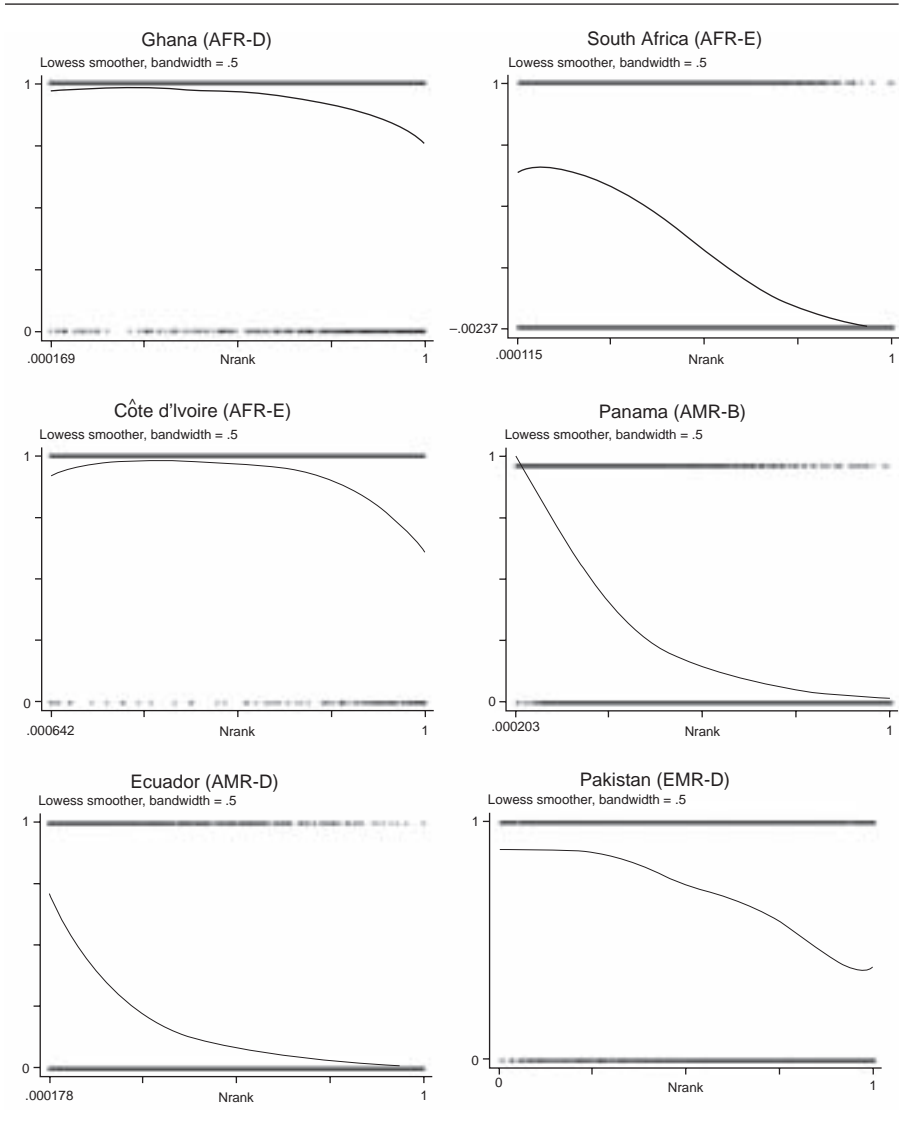 Ghana (AFR-D)
Lowess smoother, bandwidth = .5
1
0
.000169
Nrank
1
South Africa (AFR-E)
Lowess smoother, bandwidth = .5
1
–.00237
.000115
Nrank
1
Côte d'Ivoire (AFR-E)
Lowess smoother, bandwidth = .5
1
0
.000642
Nrank
1
Panama (AMR-B)
Lowess smoother, bandwidth = .5
1
0
.000203
Nrank
1
Ecuador (AMR-D)
Lowess smoother, bandwidth = .5
1
0
.000178
Nrank
1
Pakistan (EMR-D)
Lowess smoother, bandwidth = .5
1
0
0
Nrank
1